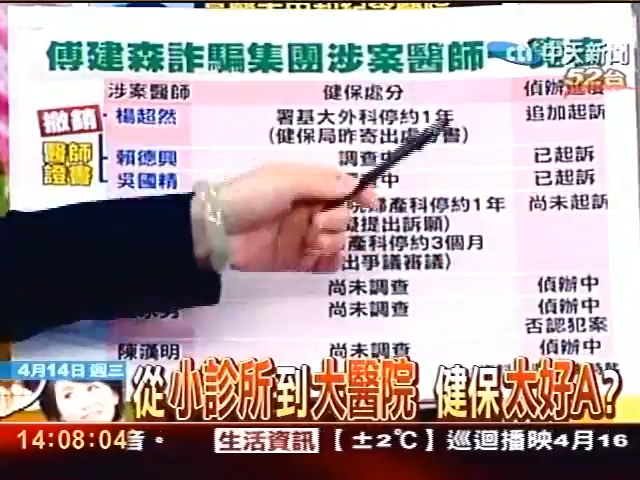 傅建森詐騙集團涉案醫師一
中天新聞
52台
涉案醫師 健保處分 偵辦進度
撤銷
醫師
證書
楊超然 署基大外科停約1年 追加起訴
(健保局昨寄出處 書)
賴德興 調查中 已起訴
吳國精 中 已起訴
婦產科停約1年 尚未起訴
提出訴願)
產科停約3個月
出爭議審議)
尚未調查 偵辦中
尚未調查 偵辦中
否認犯案
陳漢明 尚未調查 偵辦中
4月14日 週三
從小診所到大醫院 健保太好A?
14:08:04 音。 生活資訊【±2℃】巡迴播映4月16